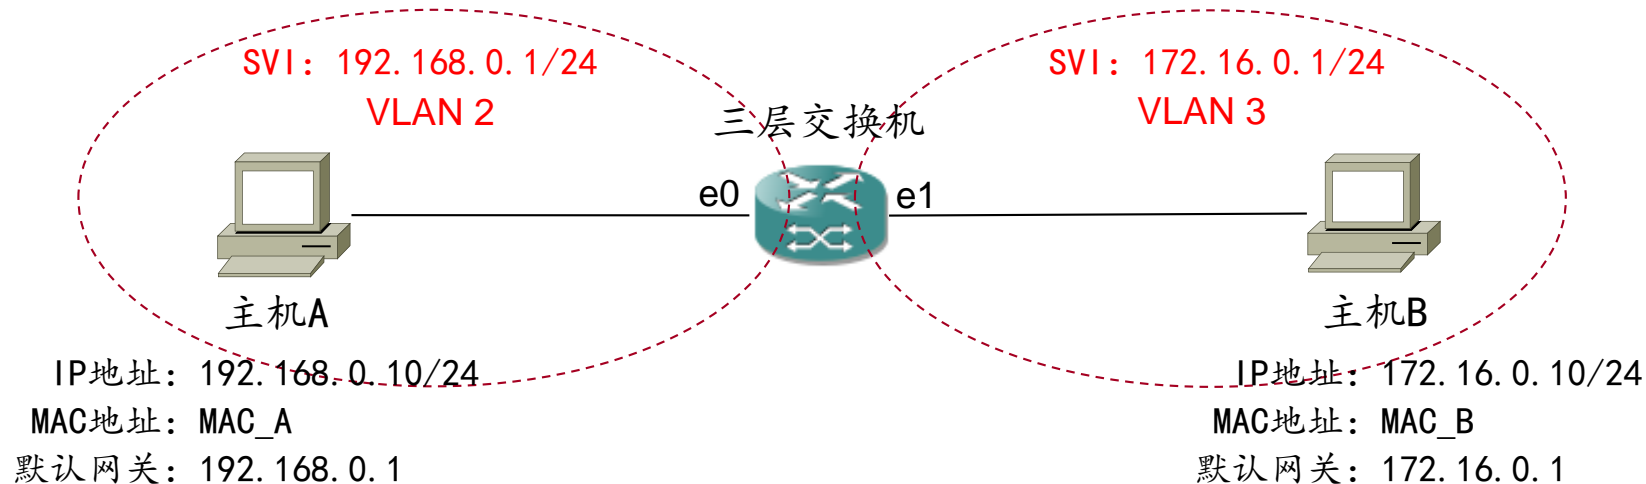 SVI：192.168.0.1/24
VLAN 2
SVI：172.16.0.1/24
VLAN 3
三层交换机
e0
e1
主机A
IP地址：192.168.0.10/24
MAC地址：MAC_A
默认网关：192.168.0.1
主机B
IP地址：172.16.0.10/24
MAC地址：MAC_B
默认网关：172.16.0.1